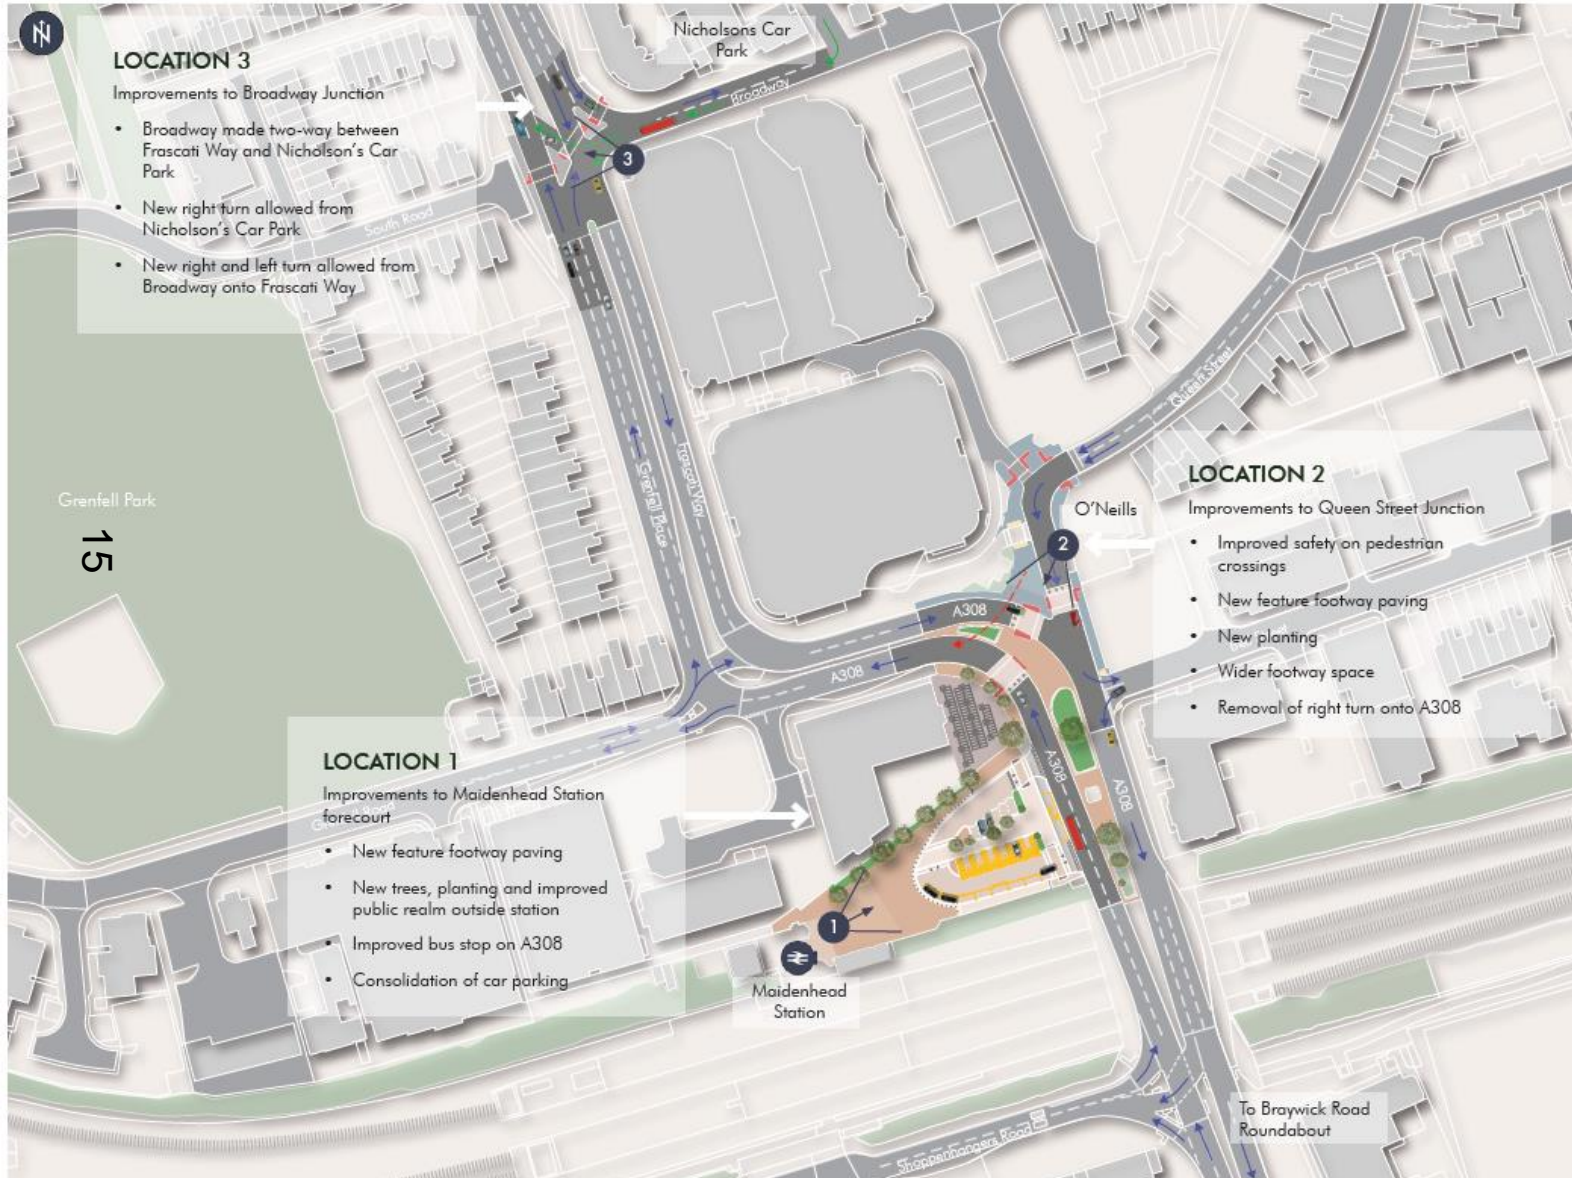 N
LOCATION 3
Improvements to Broadway Junction
• Broadway made two-way between
Frascati Way and Nicholson's Car
Park
• New right turn allowed from
Nicholson's Car Park
• New right and left turn allowed from
Broadway onto Frascati Way
Nicholsons Car
Park
Broadway
3
South Road
Queen Street
Grenfell Park
15
Grenfell Place
Frascati Way
O'Neills
2
LOCATION 2
Improvements to Queen Street Junction
• Improved safety on pedestrian
crossings
• New feature footway paving
• New planting
• Wider footway space
• Removal of right turn onto A308
A308
A308
A308
A308
LOCATION 1
Improvements to Maidenhead Station
forecourt
• New feature footway paving
• New trees, planting and improved
public realm outside station
• Improved bus stop on A308
• Consolidation of car parking
1
Maidenhead
Station
To Braywick Road
Roundabout
Shoppenhangers Road